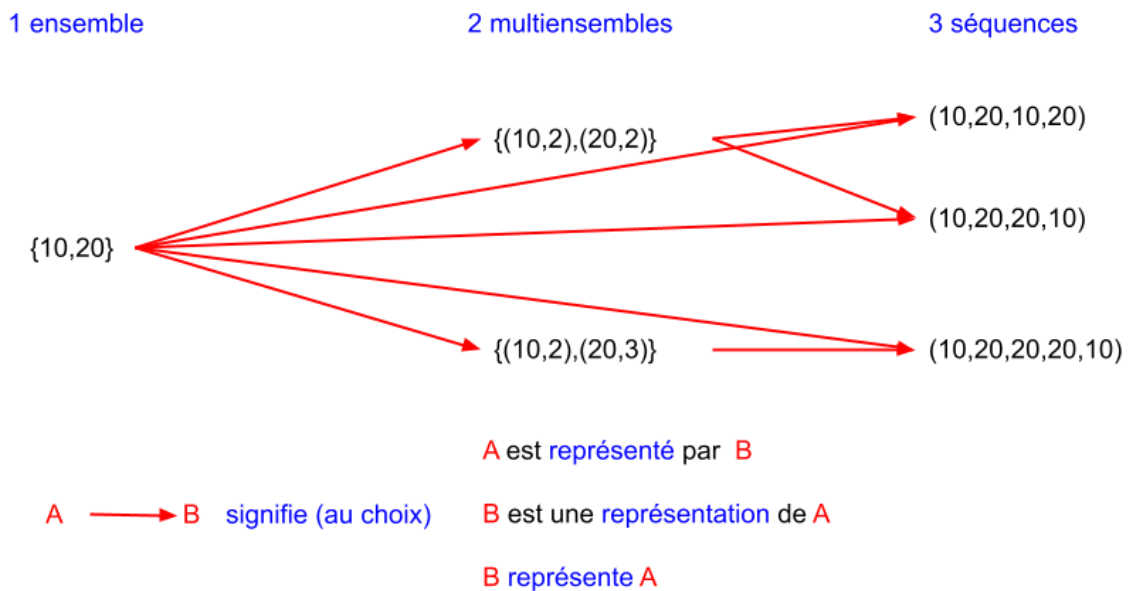 1 ensemble
2 multiensembles
3 séquences
(10,20,10,20)
{(10,2),(20,2)}
(10,20,20,10)
{10,20}
{(10,2),(20,3)}
(10,20,20,20,10)
A est représenté par B
A B signifie (au choix)
B est une représentation de A
B représente A